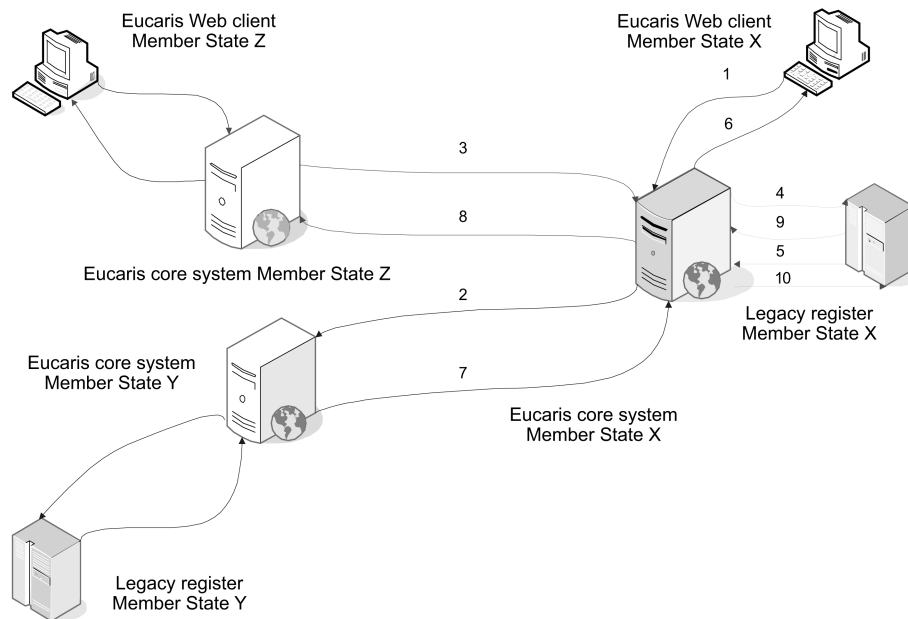 Eucaris Web client
Member State Z
Eucaris Web client
Member State X
1
6
3
4
8
9
5
10
Eucaris core system Member State Z
2
Legacy register
Member State X
Eucaris core system
Member State Y
7
Eucaris core system
Member State X
Legacy register
Member State Y